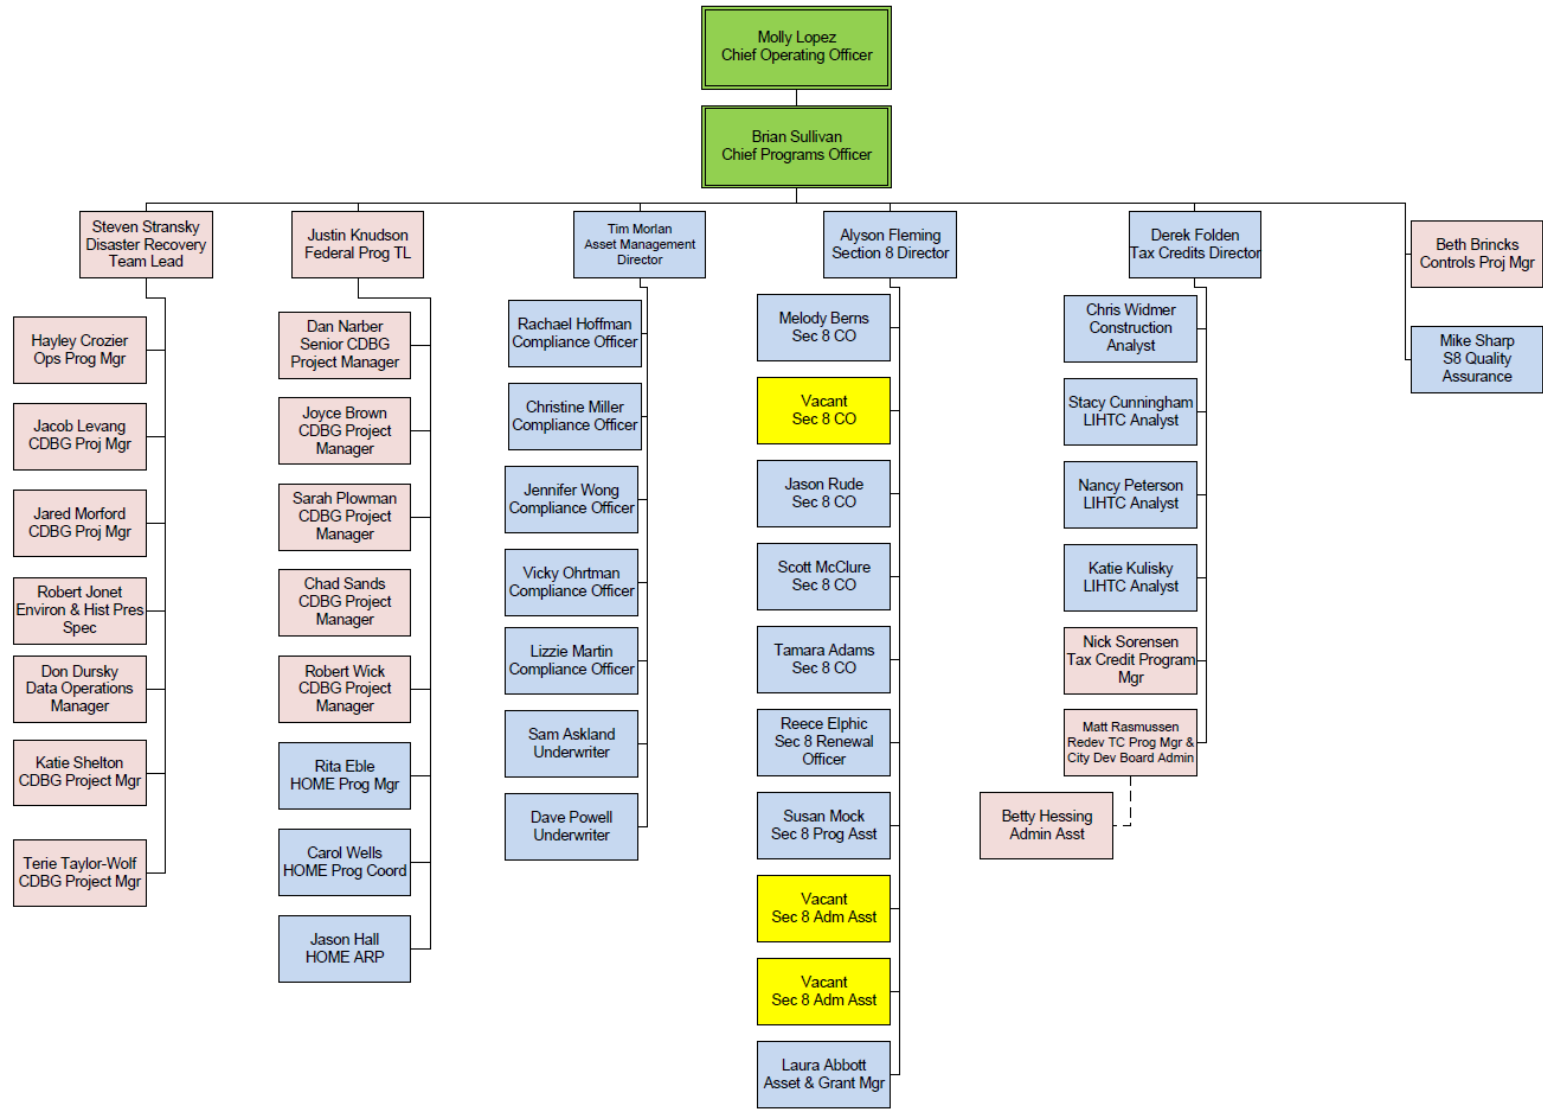 Molly Lopez
Chief Operating Officer
Brian Sullivan
Chief Programs Officer
Steven Stransky
Disaster Recovery
Team Lead
Hayley Crozier
Ops Prog Mgr
Jacob Levang
CDBG Proj Mgr
Jared Morford
CDBG Proj Mgr
Robert Jonet
Environ & Hist Pres
Spec
Don Dursky
Data Operations
Manager
Katie Shelton
CDBG Project Mgr
Terie Taylor-Wolf
CDBG Project Mgr
Justin Knudson
Federal Prog TL
Dan Narber
Senior CDBG
Project Manager
Joyce Brown
CDBG Project
Manager
Sarah Plowman
CDBG Project
Manager
Chad Sands
CDBG Project
Manager
Robert Wick
CDBG Project
Manager
Rita Eble
HOME Prog Mgr
Carol Wells
HOME Prog Coord
Jason Hall
HOME ARP
Tim Morlan
Asset Management
Director
Rachael Hoffman
Compliance Officer
Christine Miller
Compliance Officer
Jennifer Wong
Compliance Officer
Vicky Ohrtman
Compliance Officer
Lizzie Martin
Compliance Officer
Sam Askland
Underwriter
Dave Powell
Underwriter
Alyson Fleming
Section 8 Director
Melody Berns
Sec 8 CO
Vacant
Sec 8 CO
Jason Rude
Sec 8 CO
Scott McClure
Sec 8 CO
Tamara Adams
Sec 8 CO
Reece Elphic
Sec 8 Renewal
Officer
Susan Mock
Sec 8 Prog Asst
Vacant
Sec 8 Adm Asst
Vacant
Sec 8 Adm Asst
Laura Abbott
Asset & Grant Mgr
Derek Folden
Tax Credits Director
Chris Widmer
Construction
Analyst
Stacy Cunningham
LIHTC Analyst
Nancy Peterson
LIHTC Analyst
Katie Kulisky
LIHTC Analyst
Nick Sorensen
Tax Credit Program
Mgr
Matt Rasmussen
Redev TC Prog Mgr &
City Dev Board Admin
Betty Hessing
Admin Asst
Beth Brincks
Controls Proj Mgr
Mike Sharp
S8 Quality
Assurance